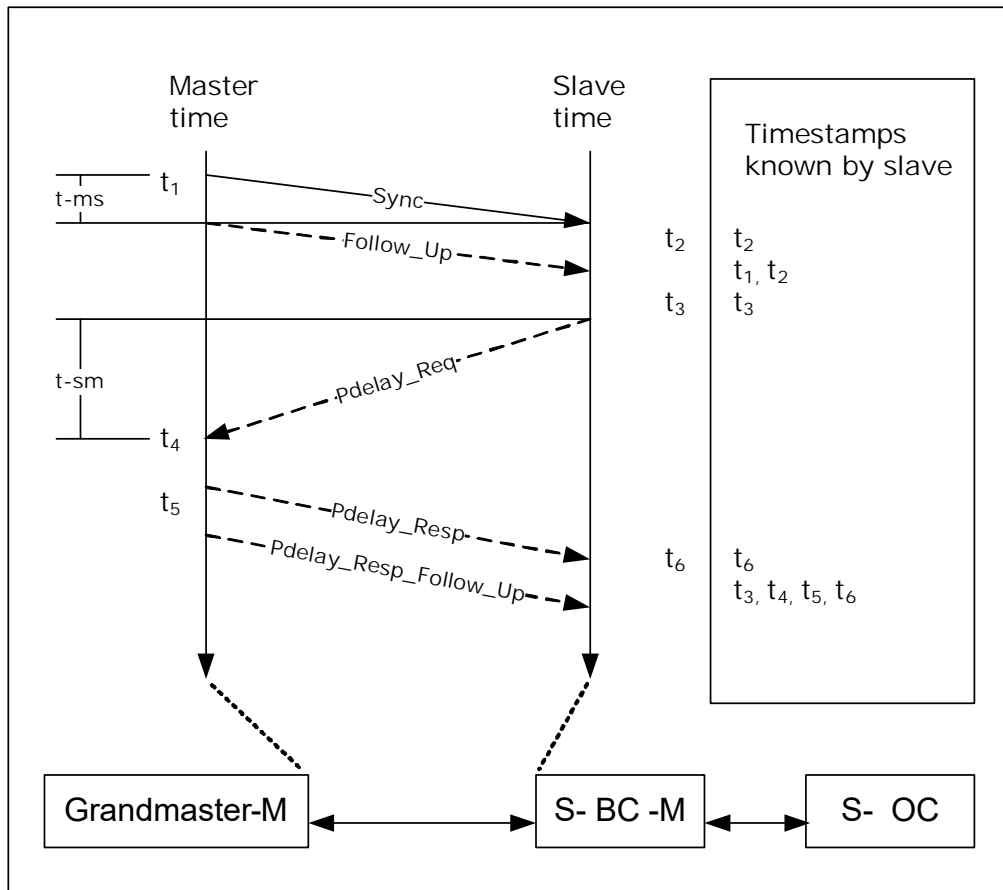 Master
time
Slave
time
Timestamps
known by slave
t-ms
t₁
Sync
Follow_Up
t₂
t₂
t₁, t₂
t₃
t₃
t-sm
Pdelay_Req
t₄
t₅
Pdelay_Resp
Pdelay_Resp_Follow_Up
t₆
t₆
t₃, t₄, t₅, t₆
Grandmaster-M
S- BC -M
S- OC